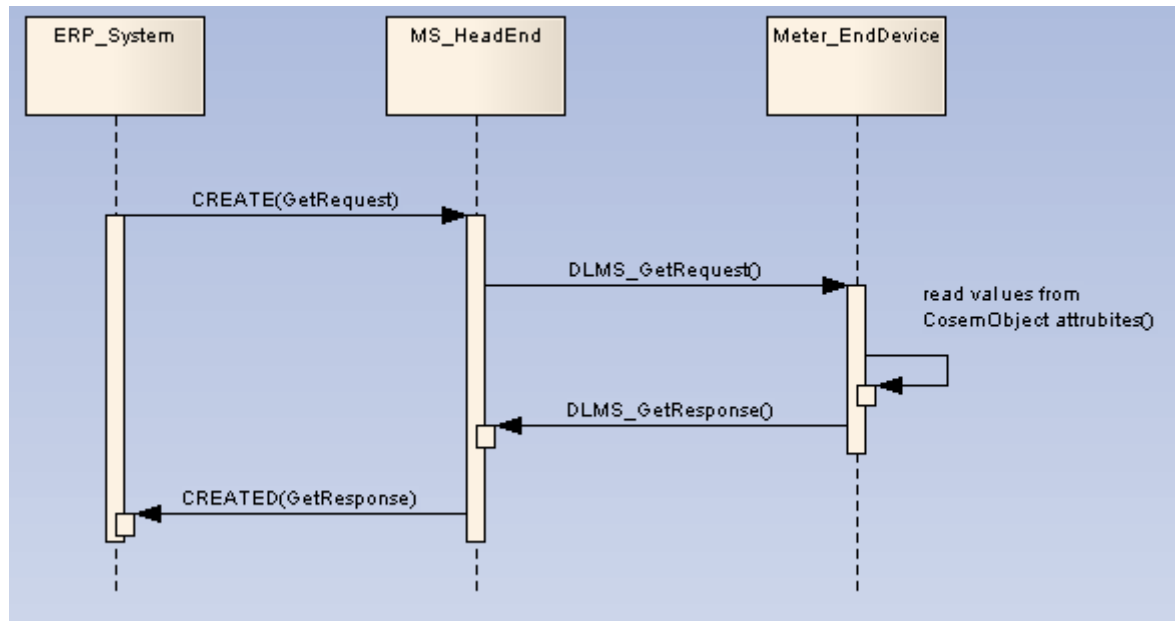 ERP_System
MS_HeadEnd
Meter_EndDevice
CREATE(GetRequest)
DLMS_GetRequest()
read values from
CosemObject attrubites()
DLMS_GetResponse()
CREATED(GetResponse)